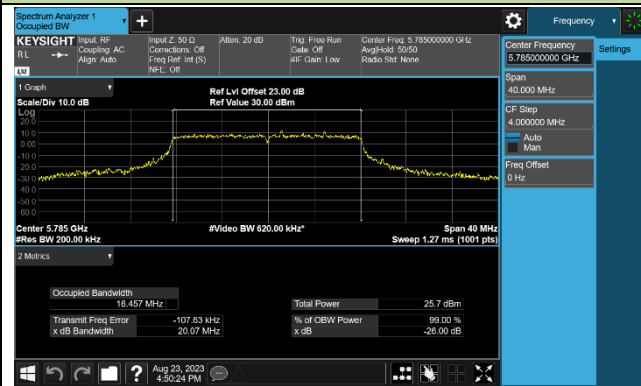 Spectrum Analyzer 1
Occupied BW
Frequency
KEYSIGHT
Input: RF
Coupling: AC
Align: Auto
Input Z: 50 Ω
Corrections: Off
Freq Ref: Int (S)
NFE: Off
Atten: 20 dB
Trig: Free Run
Gate: Off
#IF Gain: Low
Center Freq: 5.785000000 GHz
Avg|Hold: 50/50
Radio Std: None
RL
LXI
Center Frequency
5.785000000 GHz
Settings
Span
40.000 MHz
CF Step
4.000000 MHz
Auto
Man
Freq Offset
0 Hz
1 Graph
Ref Lvl Offset 23.00 dB
Scale/Div 10.0 dB
Ref Value 30.00 dBm
Log
20.0
10.0
0.00
-10.0
-20.0
-30.0
-40.0
-50.0
-60.0
Center 5.785 GHz
#Video BW 620.00 kHz*
Span 40 MHz
#Res BW 200.00 kHz
Sweep 1.27 ms (1001 pts)
2 Metrics
Occupied Bandwidth
16.457 MHz
Total Power
25.7 dBm
Transmit Freq Error
-107.63 kHz
% of OBW Power
99.00 %
x dB Bandwidth
20.07 MHz
x dB
-26.00 dB
Aug 23, 2023
4:50:24 PM